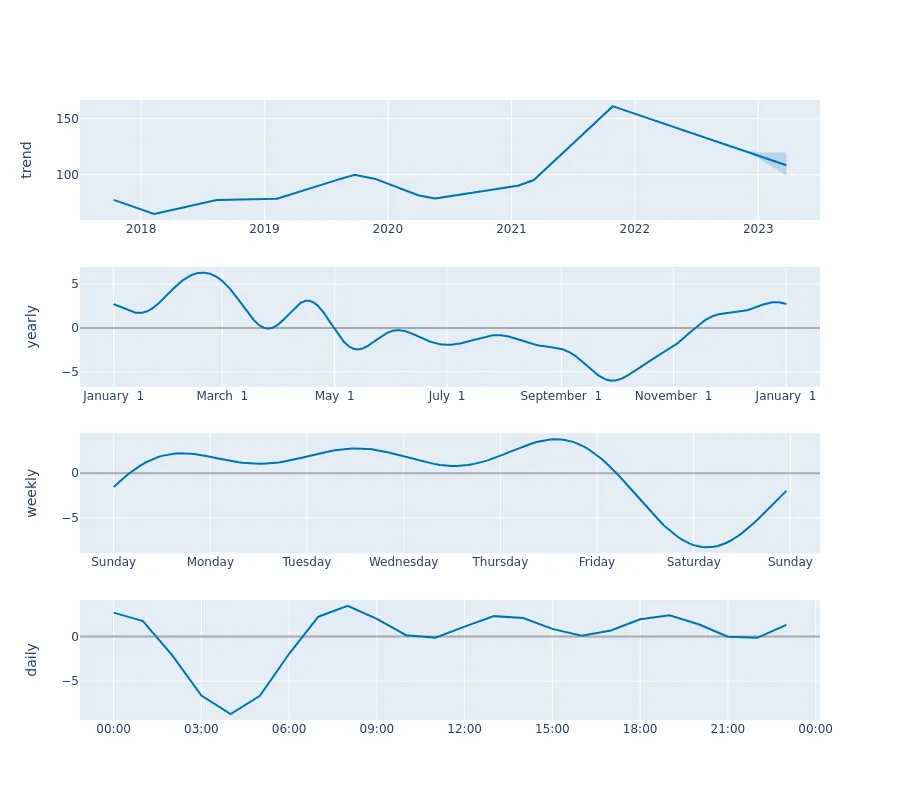 trend
150
100
2018 2019 2020 2021 2022 2023
yearly
5
0
−5
January 1 March 1 May 1 July 1 September 1 November 1 January 1
weekly
0
−5
Sunday Monday Tuesday Wednesday Thursday Friday Saturday Sunday
daily
0
−5
00:00 03:00 06:00 09:00 12:00 15:00 18:00 21:00 00:00